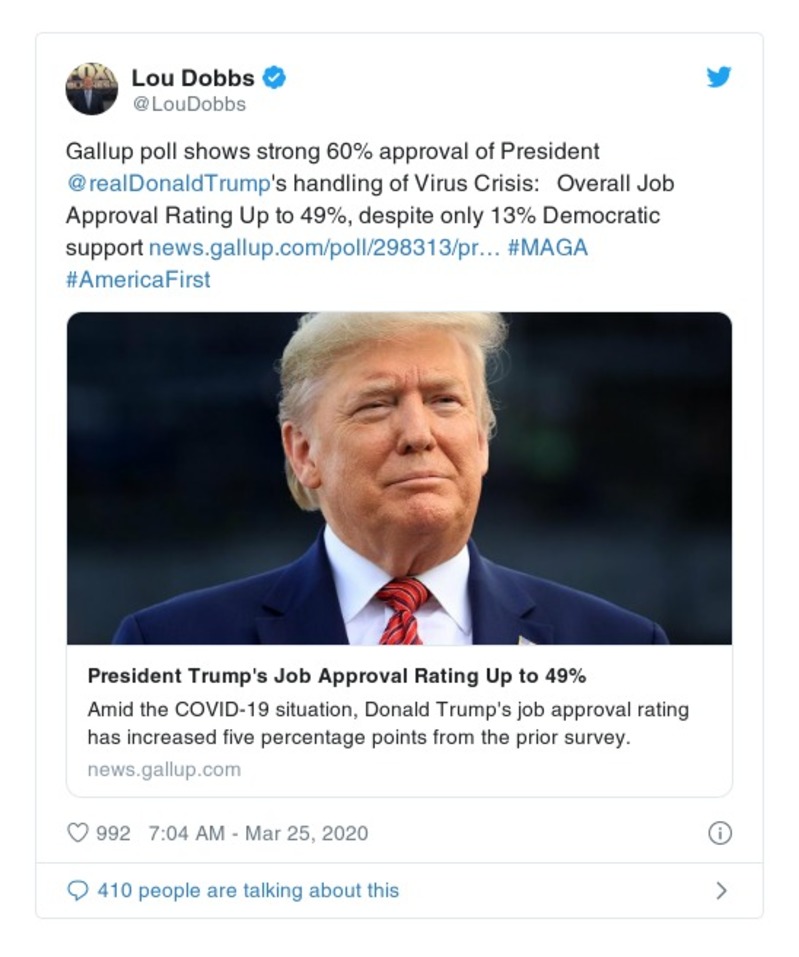 Lou Dobbs
@LouDobbs
Gallup poll shows strong 60% approval of President
@realDonaldTrump's handling of Virus Crisis:   Overall Job
Approval Rating Up to 49%, despite only 13% Democratic
support news.gallup.com/poll/298313/pr… #MAGA
#AmericaFirst
President Trump's Job Approval Rating Up to 49%
Amid the COVID-19 situation, Donald Trump's job approval rating
has increased five percentage points from the prior survey.
news.gallup.com
992 7:04 AM - Mar 25, 2020
410 people are talking about this